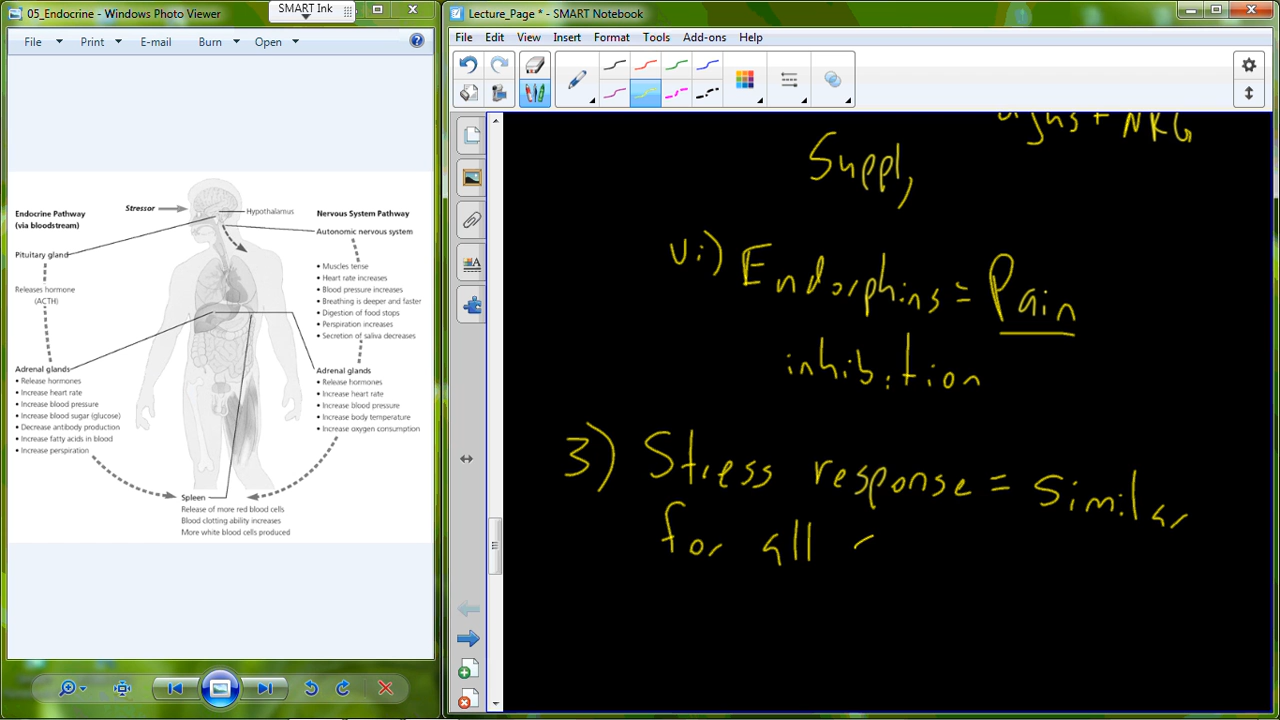 05_Endocrine - Windows Photo Viewer
SMART Ink
File Print E-mail Burn Open
Stressor
Hypothalamus
Endocrine Pathway
(via bloodstream)
Pituitary gland
Releases hormone
(ACTH)
Adrenal glands
• Release hormones
• Increase heart rate
• Increase blood pressure
• Increase blood sugar (glucose)
• Decrease antibody production
• Increase fatty acids in blood
• Increase perspiration
Nervous System Pathway
Autonomic nervous system
• Muscles tense
• Heart rate increases
• Blood pressure increases
• Breathing is deeper and faster
• Digestion of food stops
• Perspiration increases
• Secretion of saliva decreases
Adrenal glands
• Release hormones
• Increase heart rate
• Increase blood pressure
• Increase body temperature
• Increase oxygen consumption
Spleen
Release of more red blood cells
Blood clotting ability increases
More white blood cells produced
Lecture_Page * - SMART Notebook
File Edit View Insert Format Tools Add-ons Help
Suppl,
vi) Endorphins = Pain
inhibition
3) Stress response = similar
for all